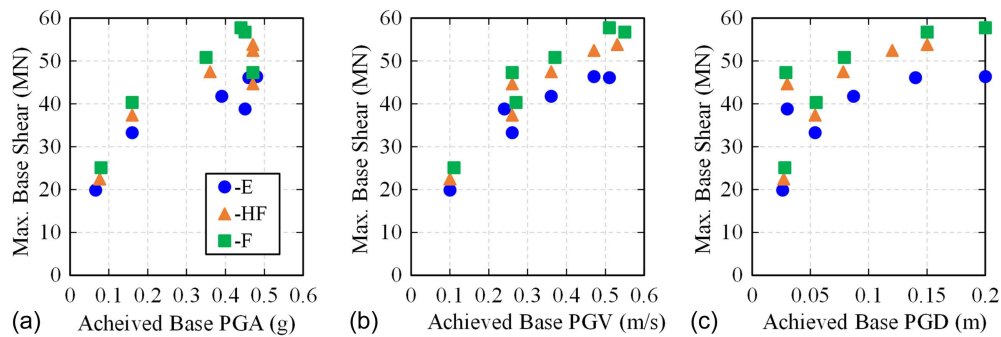 Max. Base Shear (MN)
60
50
40
30
20
10
0
-E
-HF
-F
0 0.1 0.2 0.3 0.4 0.5 0.6
(a) Acheived Base PGA (g)
Max. Base Shear (MN)
60
50
40
30
20
10
0
0 0.1 0.2 0.3 0.4 0.5 0.6
(b) Achieved Base PGV (m/s)
Max. Base Shear (MN)
60
50
40
30
20
10
0
0 0.05 0.1 0.15 0.2
(c) Achieved Base PGD (m)